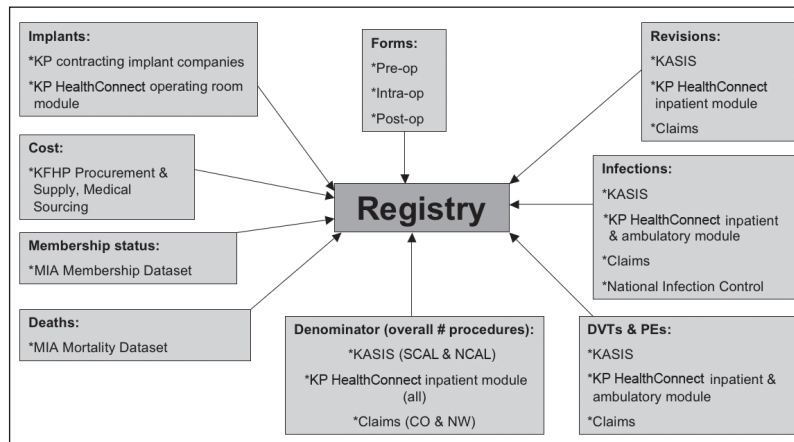 Implants:
*KP contracting implant companies
*KP HealthConnect operating room
module
Cost:
*KFHP Procurement &
Supply, Medical
Sourcing
Membership status:
*MIA Membership Dataset
Deaths:
*MIA Mortality Dataset
Forms:
*Pre-op
*Intra-op
*Post-op
Registry
Denominator (overall # procedures):
*KASIS (SCAL & NCAL)
*KP HealthConnect inpatient module
(all)
*Claims (CO & NW)
Revisions:
*KASIS
*KP HealthConnect
inpatient module
*Claims
Infections:
*KASIS
*KP HealthConnect inpatient
& ambulatory module
*Claims
*National Infection Control
DVTs & PEs:
*KASIS
*KP HealthConnect inpatient &
ambulatory module
*Claims